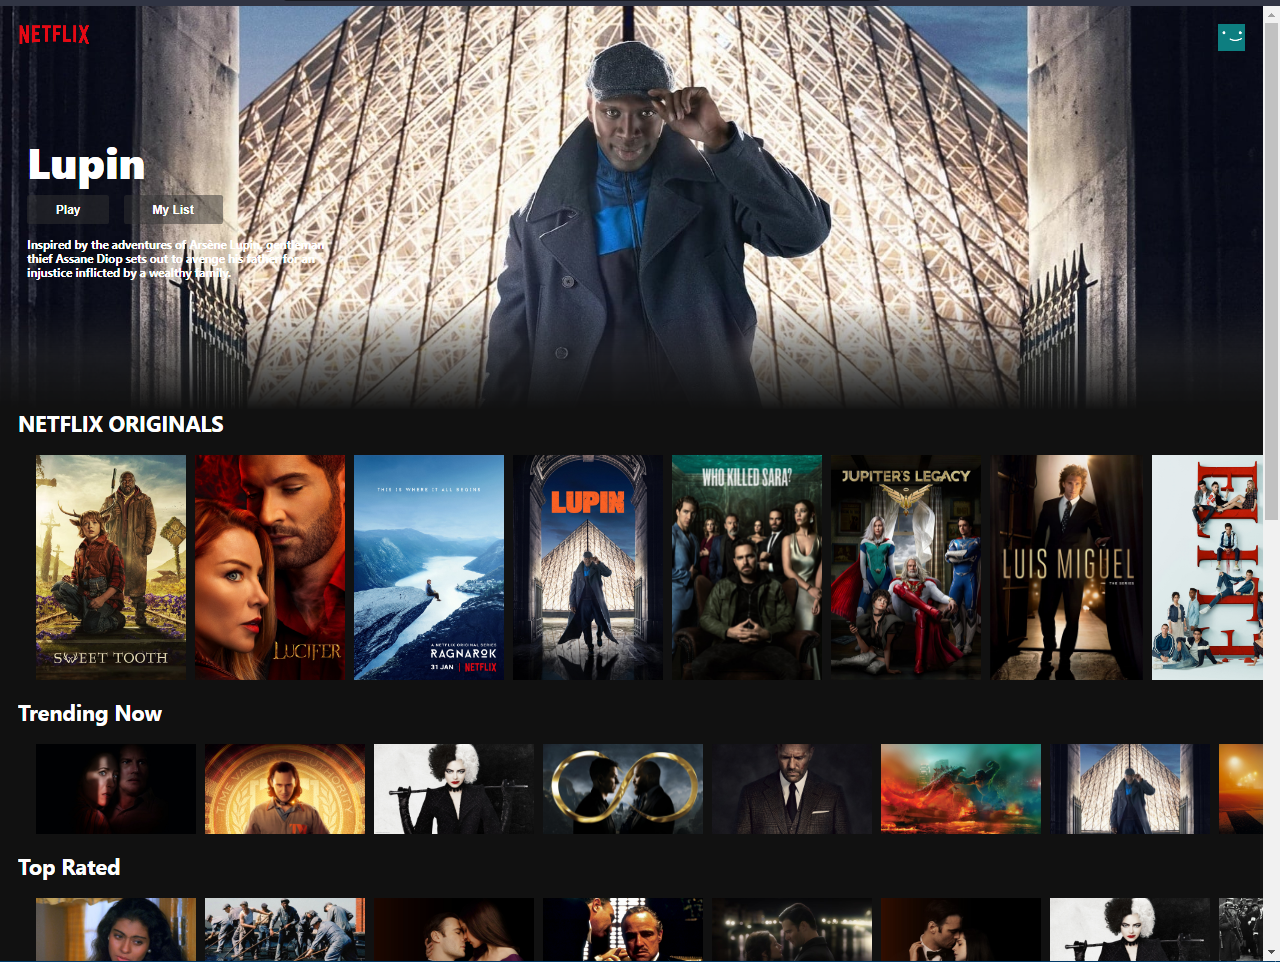 NETFLIX
Lupin
Play
My List
Inspired by the adventures of Arsène Lupin, gentleman
thief Assane Diop sets out to avenge his father for an
injustice inflicted by a wealthy family.
NETFLIX ORIGINALS
SWEET TOOTH
LUCIFER
THIS IS WHERE IT ALL BEGINS
A NETFLIX ORIGINAL SERIES
RAGNARØK
31 JAN | NETFLIX
LUPIN
WHO KILLED SARA?
JUPITER'S LEGACY
LUIS MIGUEL
THE SERIES
Trending Now
Top Rated